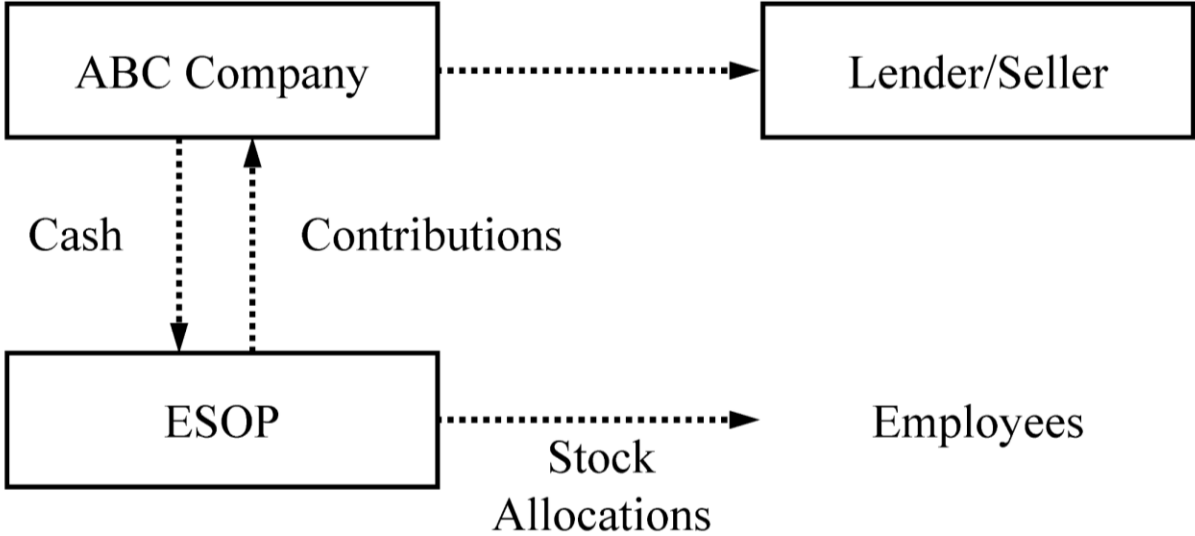 ABC Company
Lender/Seller
Cash
Contributions
ESOP
Employees
Stock
Allocations